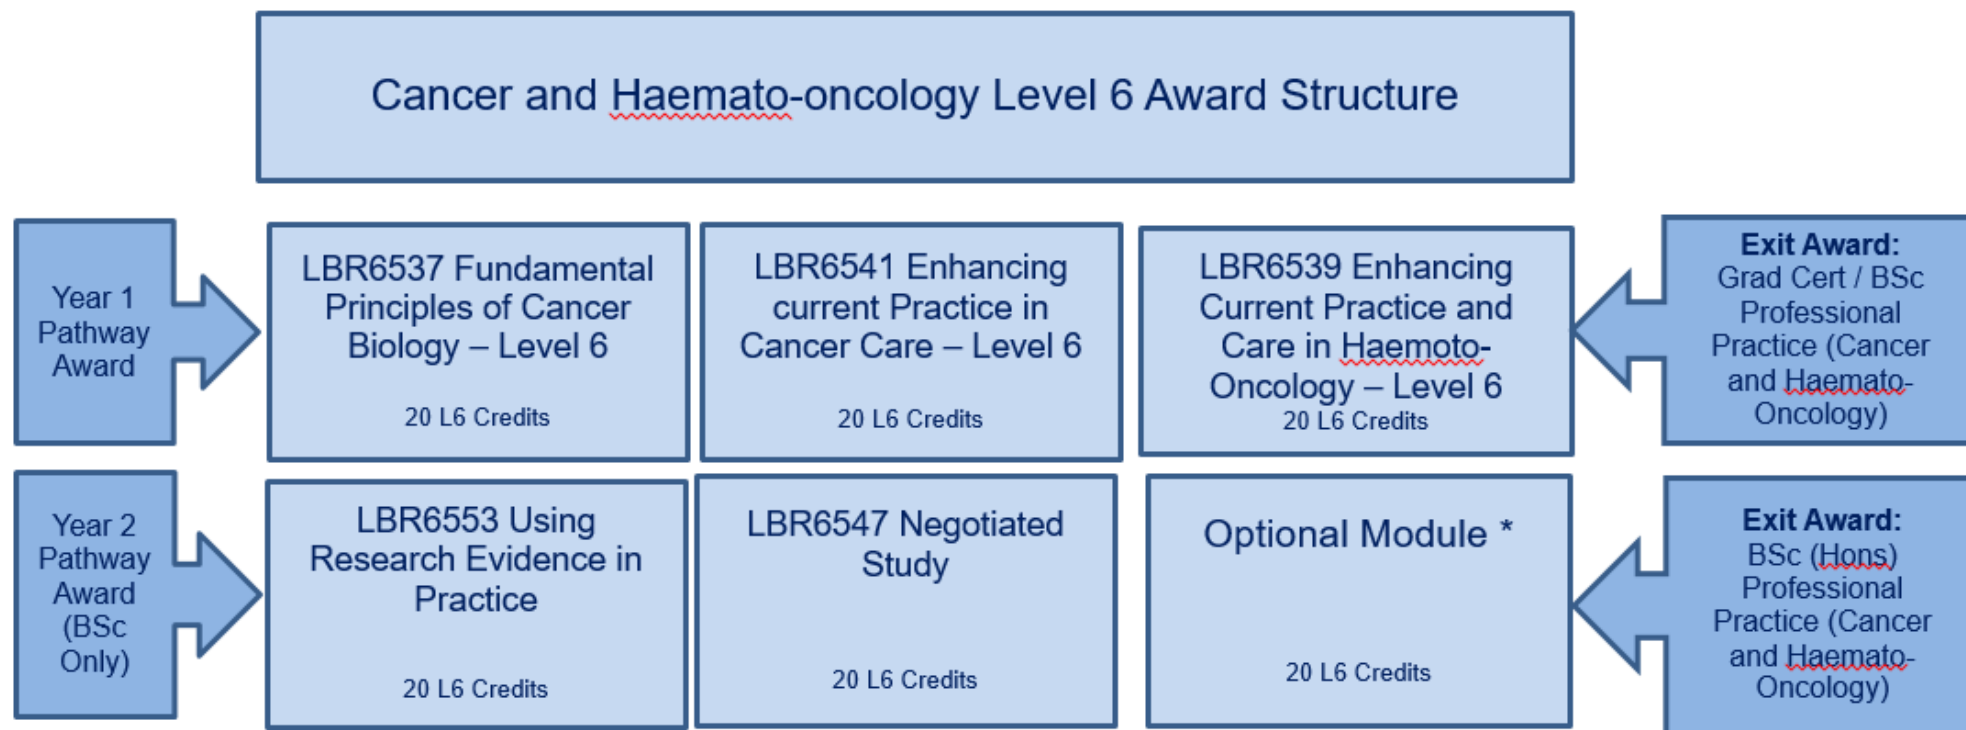 Cancer and Haemato-oncology Level 6 Award Structure
Year 1
Pathway
Award
LBR6537 Fundamental
Principles of Cancer
Biology – Level 6
20 L6 Credits
LBR6541 Enhancing
current Practice in
Cancer Care – Level 6
20 L6 Credits
LBR6539 Enhancing
Current Practice and
Care in Haemoto-
Oncology – Level 6
20 L6 Credits
Exit Award:
Grad Cert / BSc
Professional
Practice (Cancer
and Haemato-
Oncology)
Year 2
Pathway
Award
(BSc
Only)
LBR6553 Using
Research Evidence in
Practice
20 L6 Credits
LBR6547 Negotiated
Study
20 L6 Credits
Optional Module *
20 L6 Credits
Exit Award:
BSc (Hons)
Professional
Practice (Cancer
and Haemato-
Oncology)